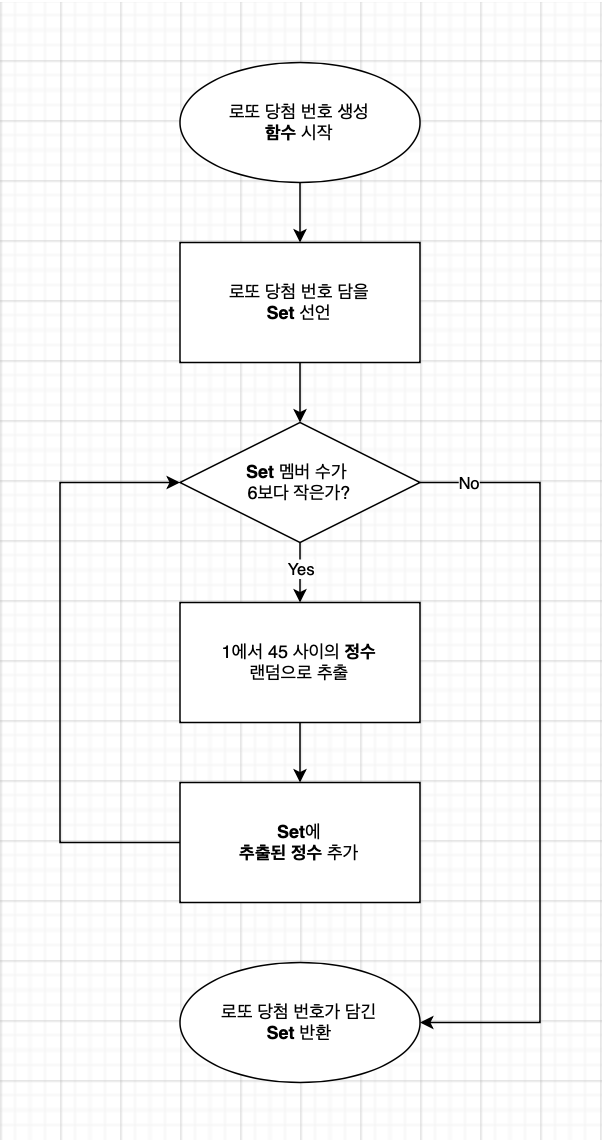 로또 당첨 번호 생성
함수 시작
로또 당첨 번호 담을
Set 선언
Set 멤버 수가
6보다 작은가?
No
Yes
1에서 45 사이의 정수
랜덤으로 추출
Set에
추출된 정수 추가
로또 당첨 번호가 담긴
Set 반환